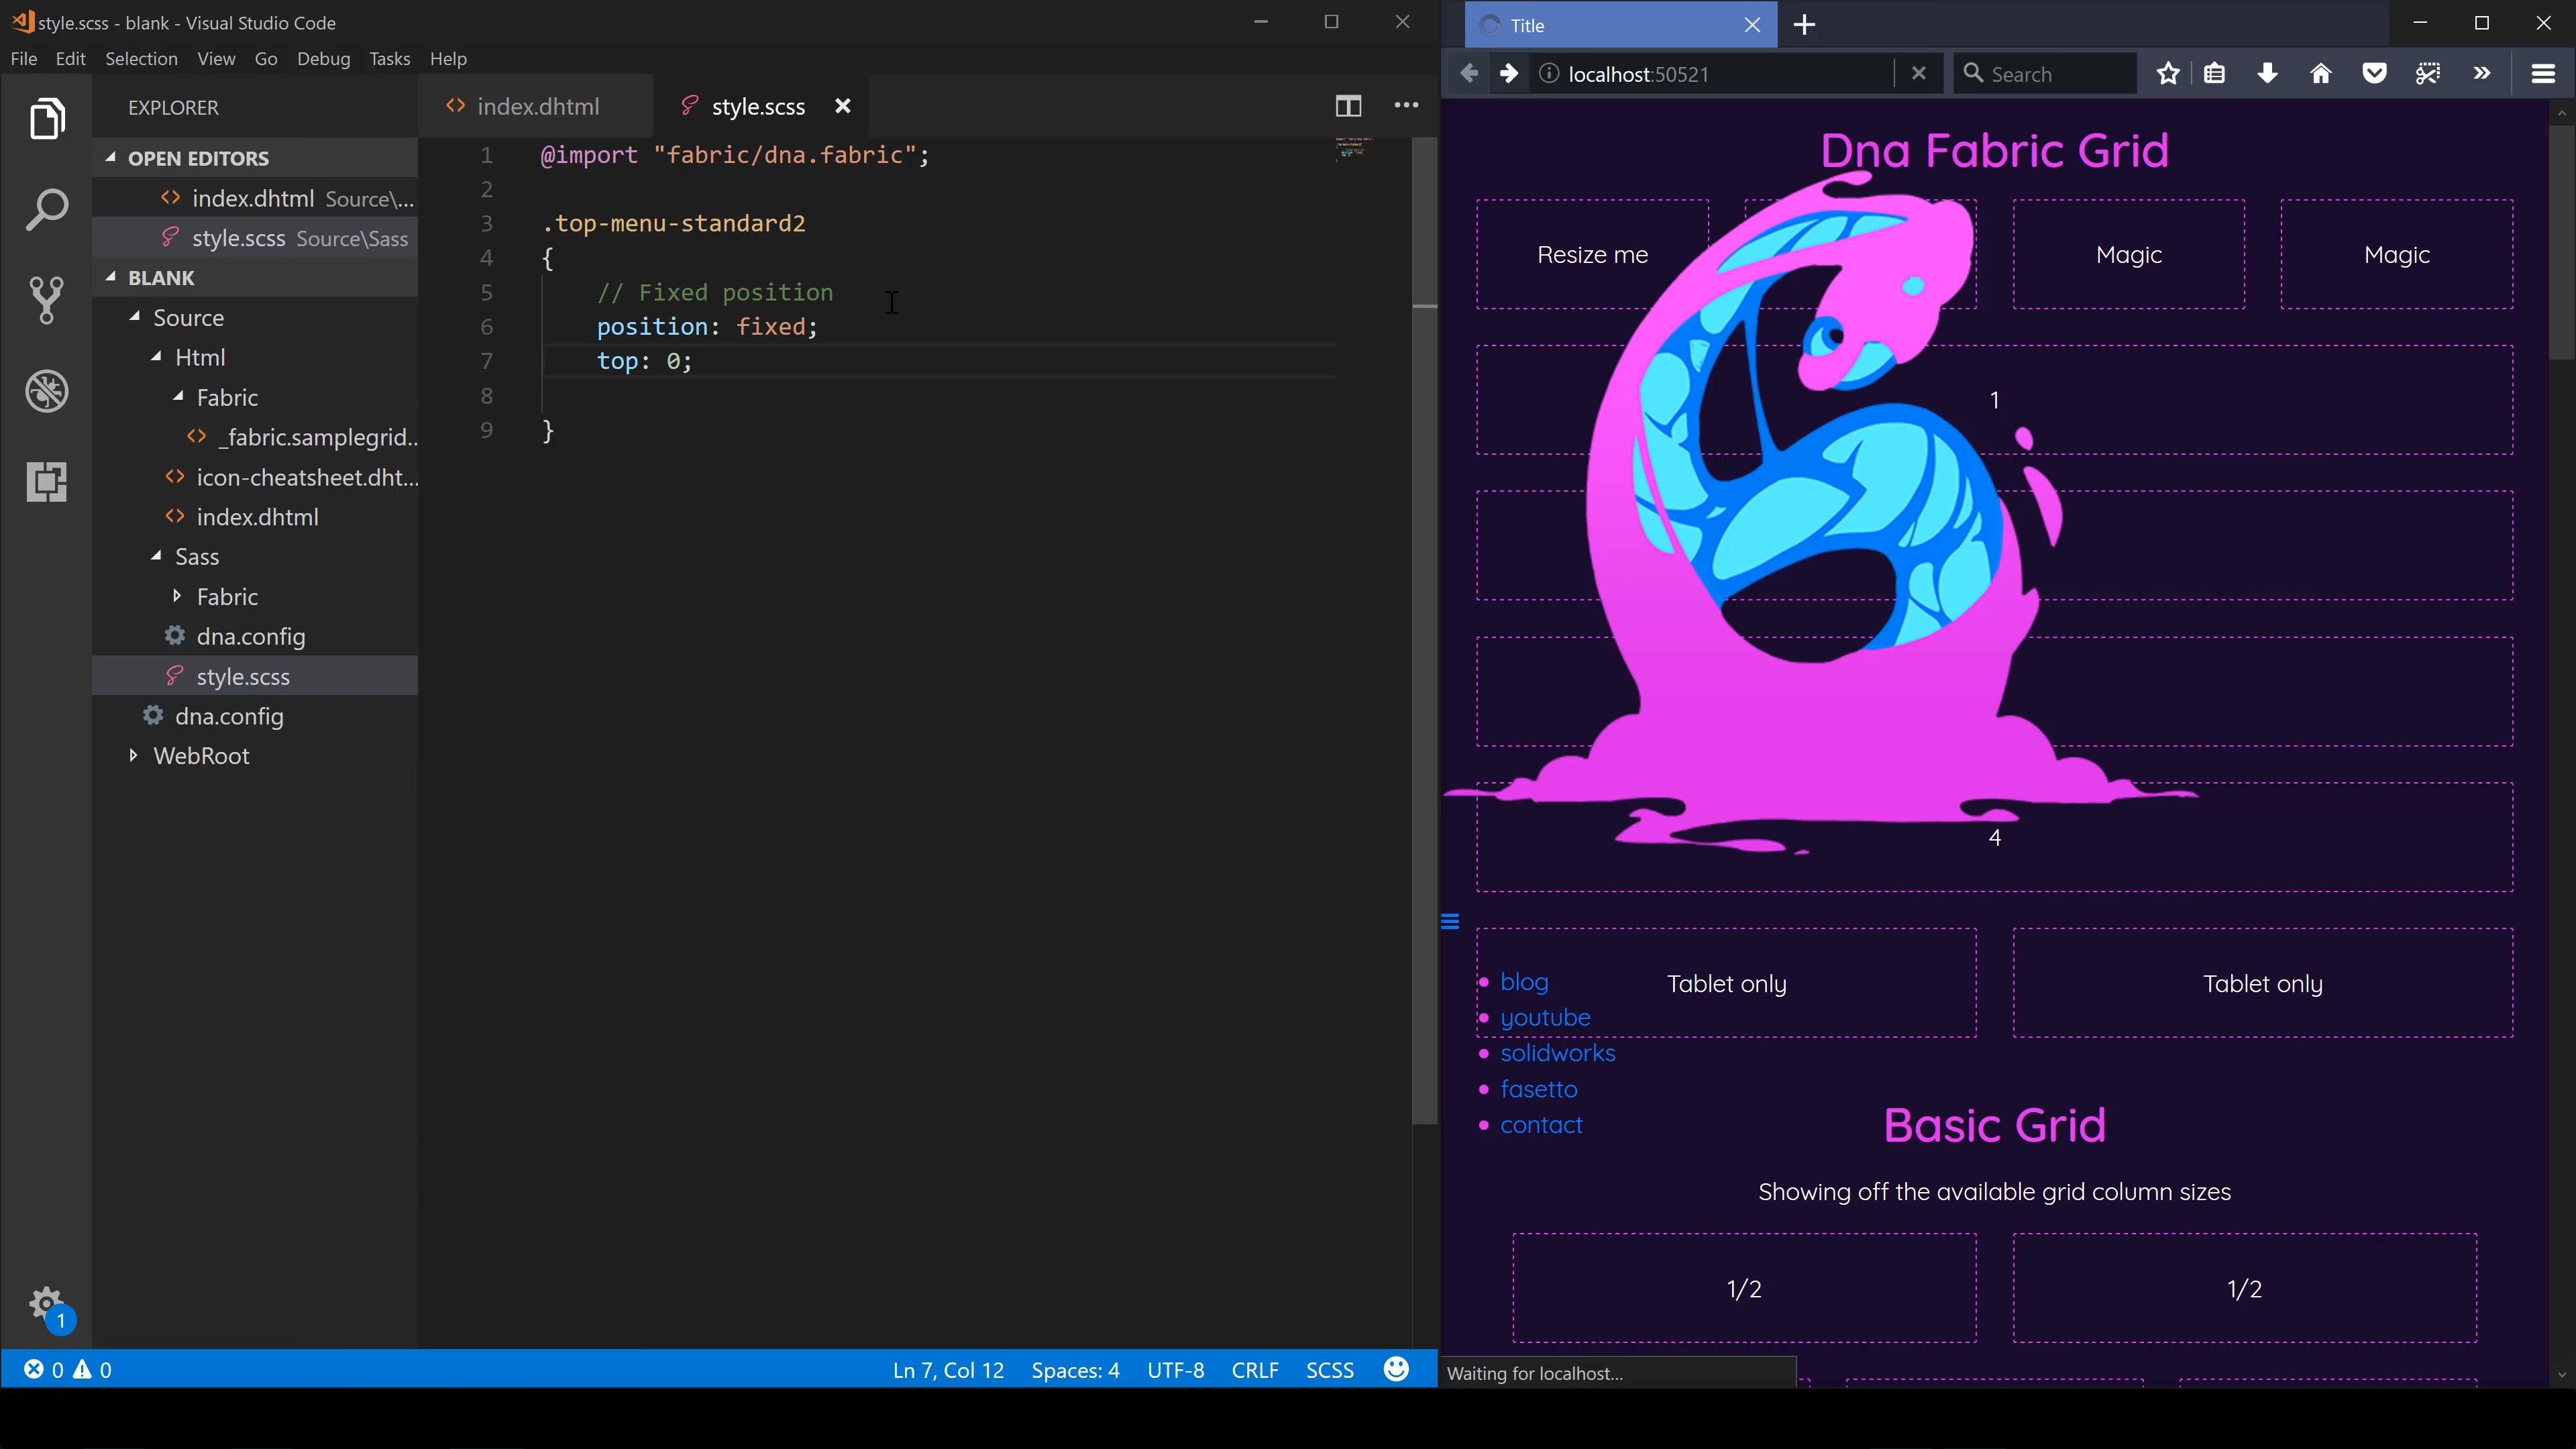 style.scss - blank - Visual Studio Code
File Edit Selection View Go Debug Tasks Help
EXPLORER
OPEN EDITORS
index.dhtml Source\...
style.scss Source\Sass
BLANK
Source
Html
Fabric
_fabric.samplegrid...
icon-cheatsheet.dht...
index.dhtml
Sass
Fabric
dna.config
style.scss
dna.config
WebRoot
1
index.dhtml
style.scss
1 @import "fabric/dna.fabric";
2
3 .top-menu-standard2
4 {
5 // Fixed position
6 position: fixed;
7 top: 0;
8
9 }
0 0
Ln 7, Col 12 Spaces: 4 UTF-8 CRLF SCSS
Title
localhost:50521
Search
Dna Fabric Grid
Resize me
Magic
Magic
1
4
Tablet only
Tablet only
blog
youtube
solidworks
fasetto
contact
Basic Grid
Showing off the available grid column sizes
1/2
1/2
Waiting for localhost...